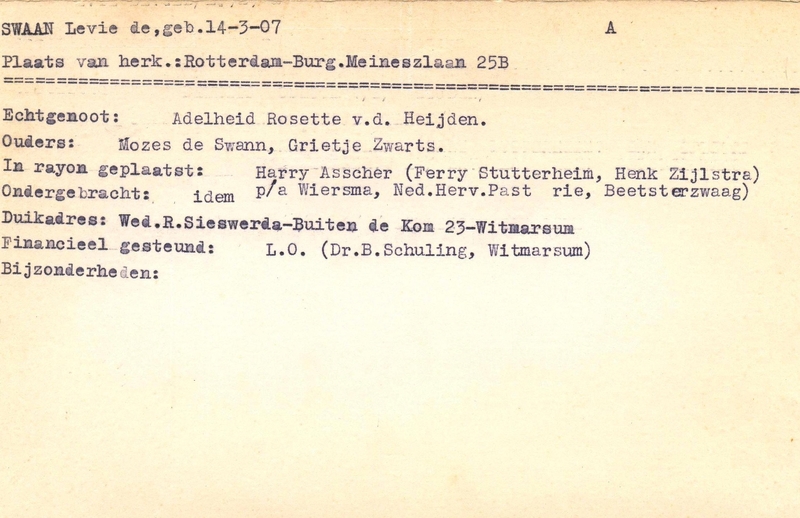 SWAAN Levie de,geb.14-3-07 A
Plaats van herk.:Rotterdam-Burg.Meineszlaan 25B
================================================================================
Echtgenoot: Adelheid Rosette v.d. Heijden.
Ouders: Mozes de Swann, Grietje Zwarts.
In rayon geplaatst: Harry Asscher (Ferry Stutterheim, Henk Zijlstra)
Ondergebracht: idem p/a Wiersma, Ned.Herv.Past rie, Beetsterzwaag)
Duikadres: Wed.R.Sieswerda-Buiten de Kom 23-Witmarsum
Financieel gesteund: L.O. (Dr.B.Schuling, Witmarsum)
Bijzonderheden: